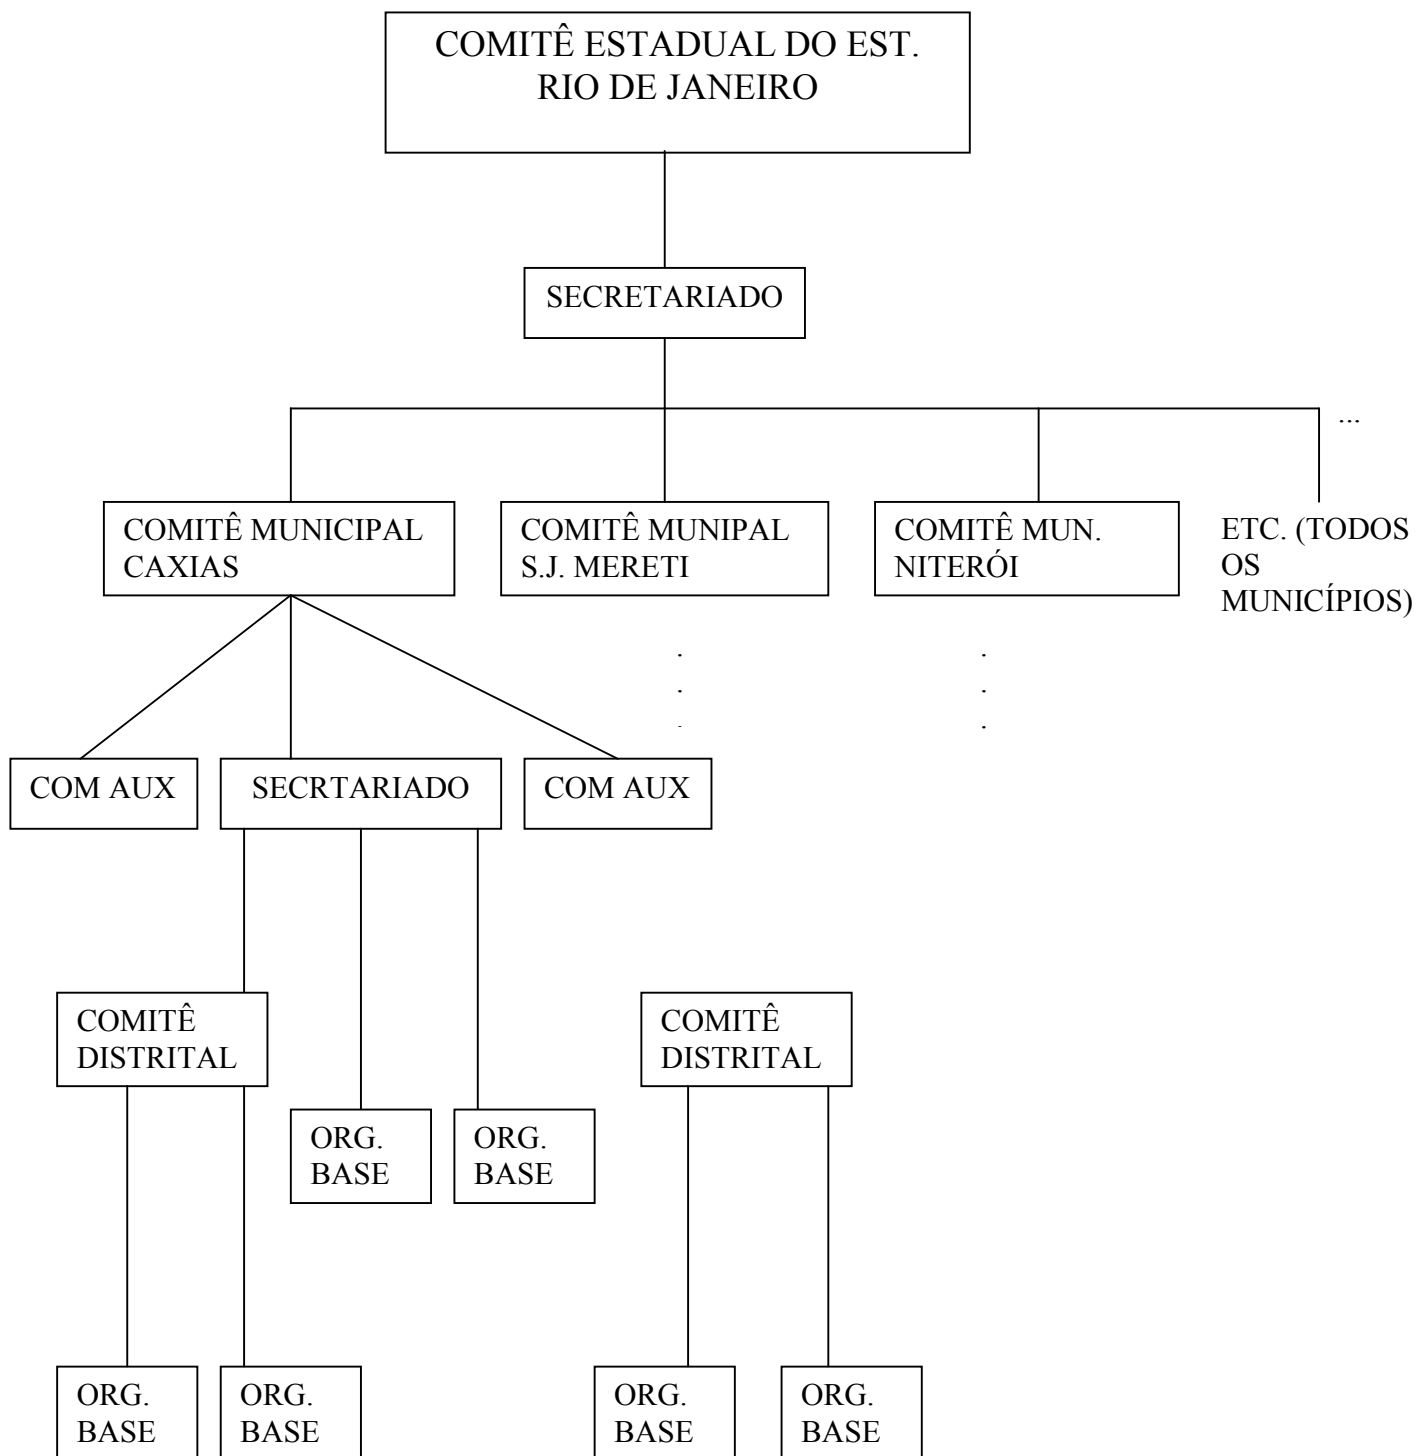 COMITÊ ESTADUAL DO EST.
RIO DE JANEIRO
SECRETARIADO
...
COMITÊ MUNICIPAL
CAXIAS
COMITÊ MUNIPAL
S.J. MERETI
COMITÊ MUN.
NITERÓI
ETC. (TODOS
OS
MUNICÍPIOS)
. .
. .
. .
COM AUX
SECRTARIADO
COM AUX
COMITÊ
DISTRITAL
COMITÊ
DISTRITAL
ORG.
BASE
ORG.
BASE
ORG.
BASE
ORG.
BASE
ORG.
BASE
ORG.
BASE